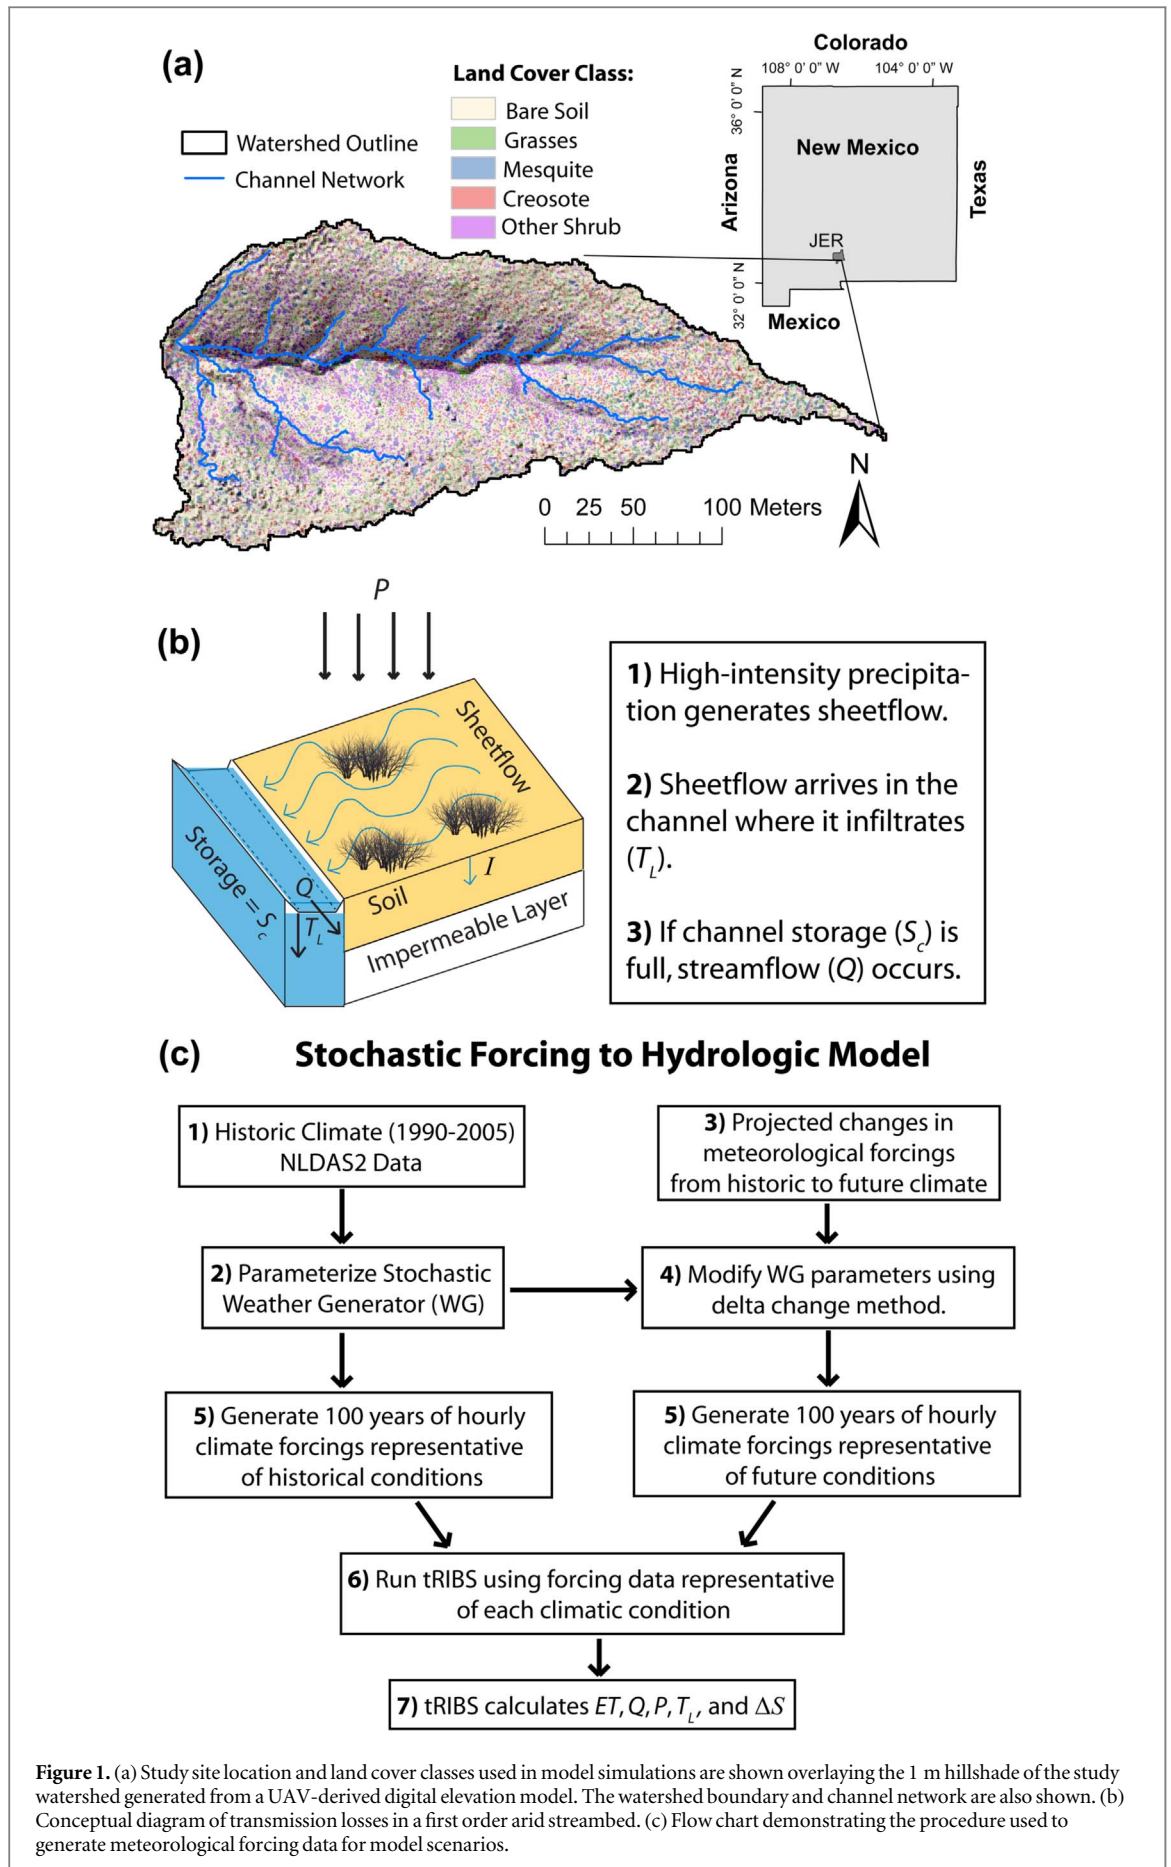 (a)
Land Cover Class:
Bare Soil
Grasses
Mesquite
Creosote
Other Shrub
Watershed Outline
Channel Network
Colorado
108° 0' 0" W
104° 0' 0" W
36° 0' 0" N
32° 0' 0" N
Arizona
New Mexico
Texas
JER
Mexico
N
0 25 50 100 Meters
(b)
P
Sheetflow
Storage = Sc
Q
TL
I
Soil
Impermeable Layer
1) High-intensity precipita-
tion generates sheetflow.
2) Sheetflow arrives in the
channel where it infiltrates
(TL).
3) If channel storage (Sc) is
full, streamflow (Q) occurs.
(c) Stochastic Forcing to Hydrologic Model
1) Historic Climate (1990-2005)
NLDAS2 Data
3) Projected changes in
meteorological forcings
from historic to future climate
2) Parameterize Stochastic
Weather Generator (WG)
4) Modify WG parameters using
delta change method.
5) Generate 100 years of hourly
climate forcings representative
of historical conditions
5) Generate 100 years of hourly
climate forcings representative
of future conditions
6) Run tRIBS using forcing data representative
of each climatic condition
7) tRIBS calculates ET, Q, P, TL, and ΔS
Figure 1. (a) Study site location and land cover classes used in model simulations are shown overlaying the 1 m hillshade of the study
watershed generated from a UAV-derived digital elevation model. The watershed boundary and channel network are also shown. (b)
Conceptual diagram of transmission losses in a first order arid streambed. (c) Flow chart demonstrating the procedure used to
generate meteorological forcing data for model scenarios.